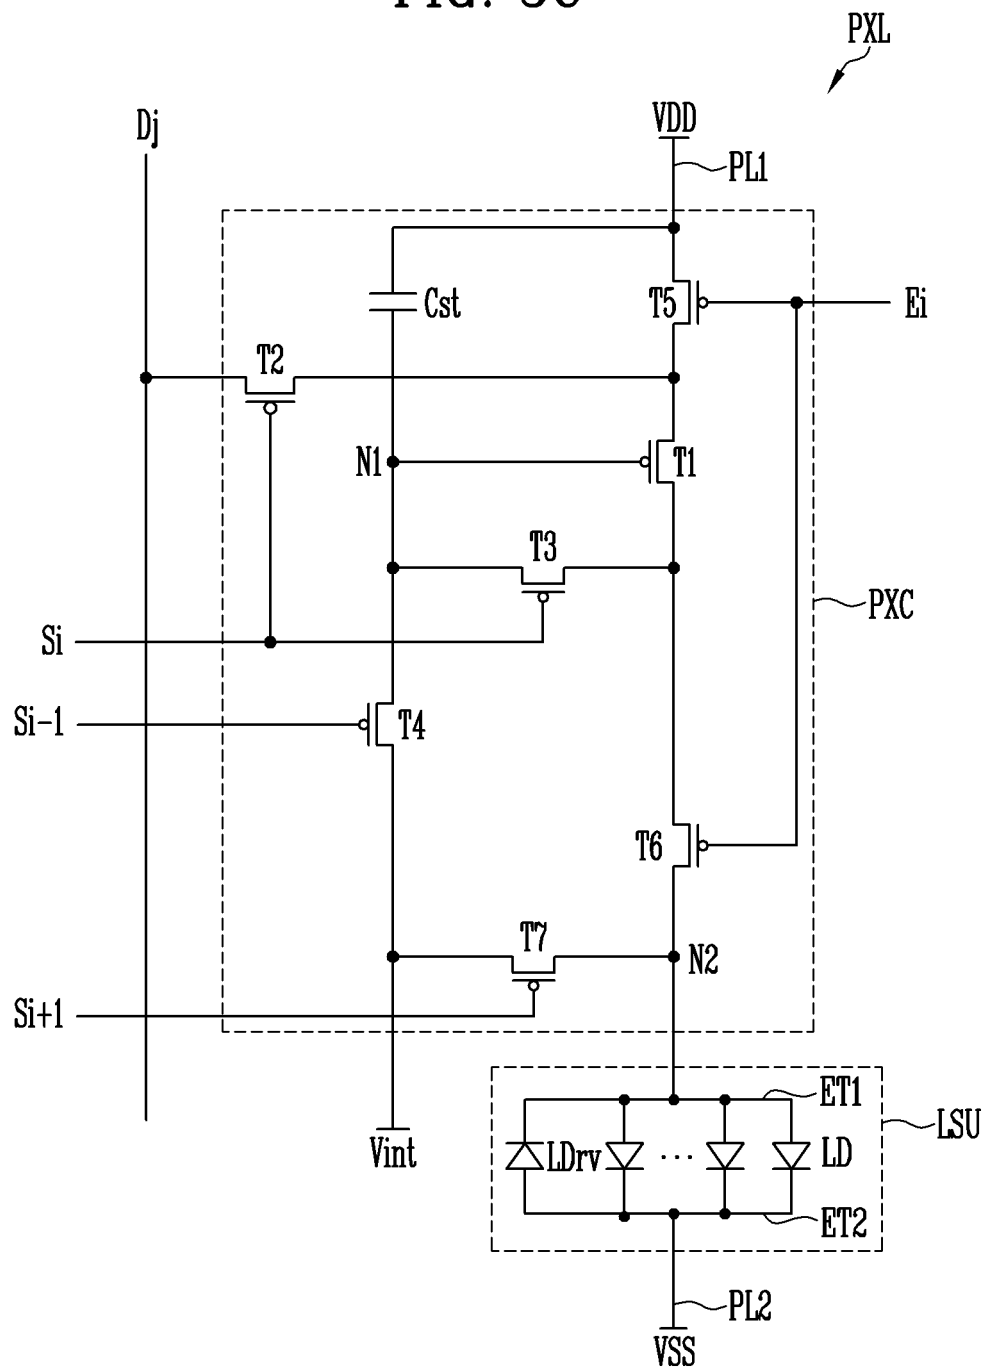 PXL
Dj
VDD
PL1
Cst
T5
Ei
T2
N1
T1
T3
PXC
Si
Si-1
T4
T6
T7
N2
Si+1
ET1
LSU
Vint
LDrv
...
LD
ET2
PL2
VSS